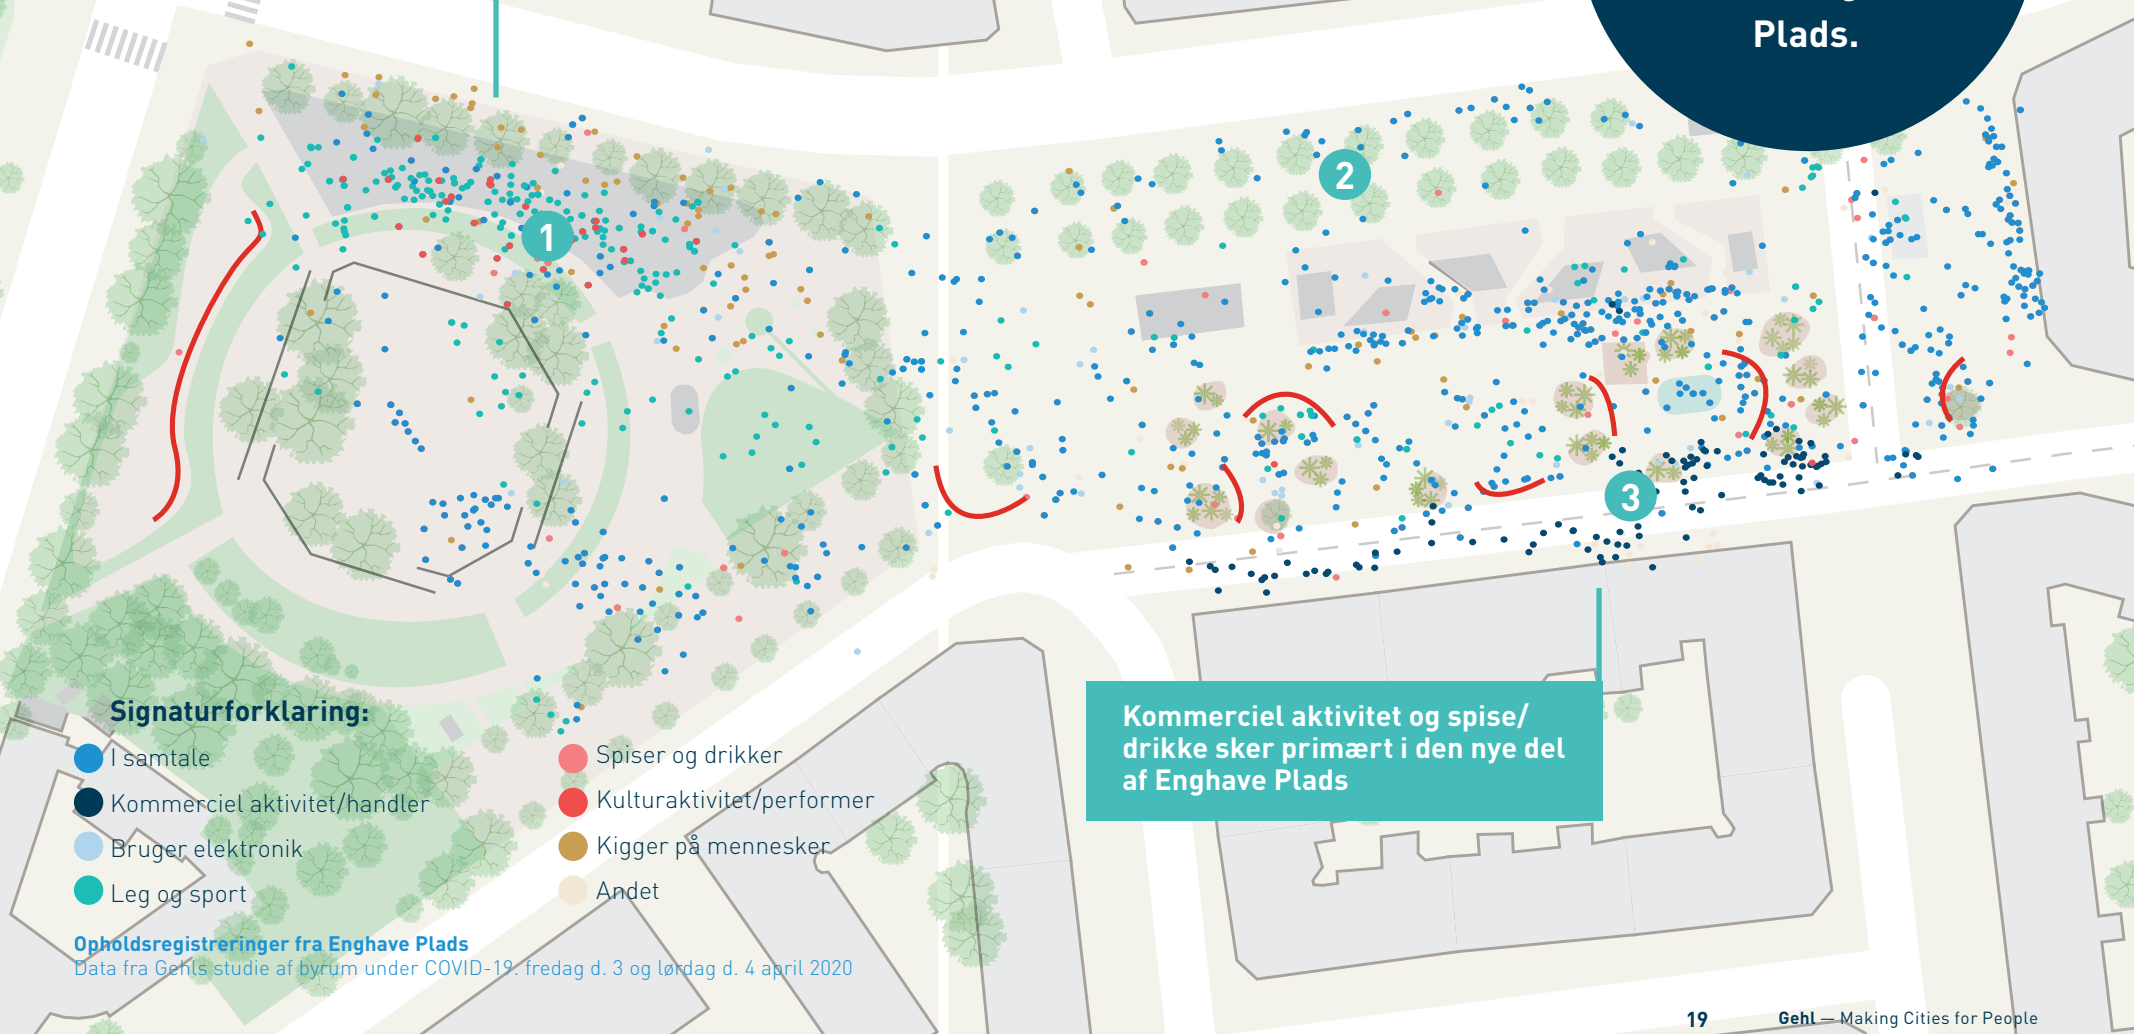 Plads.
1
2
3
Kommerciel aktivitet og spise/
drikke sker primært i den nye del
af Enghave Plads
Signaturforklaring:
I samtale
Kommerciel aktivitet/handler
Bruger elektronik
Leg og sport
Spiser og drikker
Kulturaktivitet/performer
Kigger på mennesker
Andet
Opholdsregistreringer fra Enghave Plads
Data fra Gehls studie af byrum under COVID-19: fredag d. 3 og lørdag d. 4 april 2020
19
Gehl — Making Cities for People